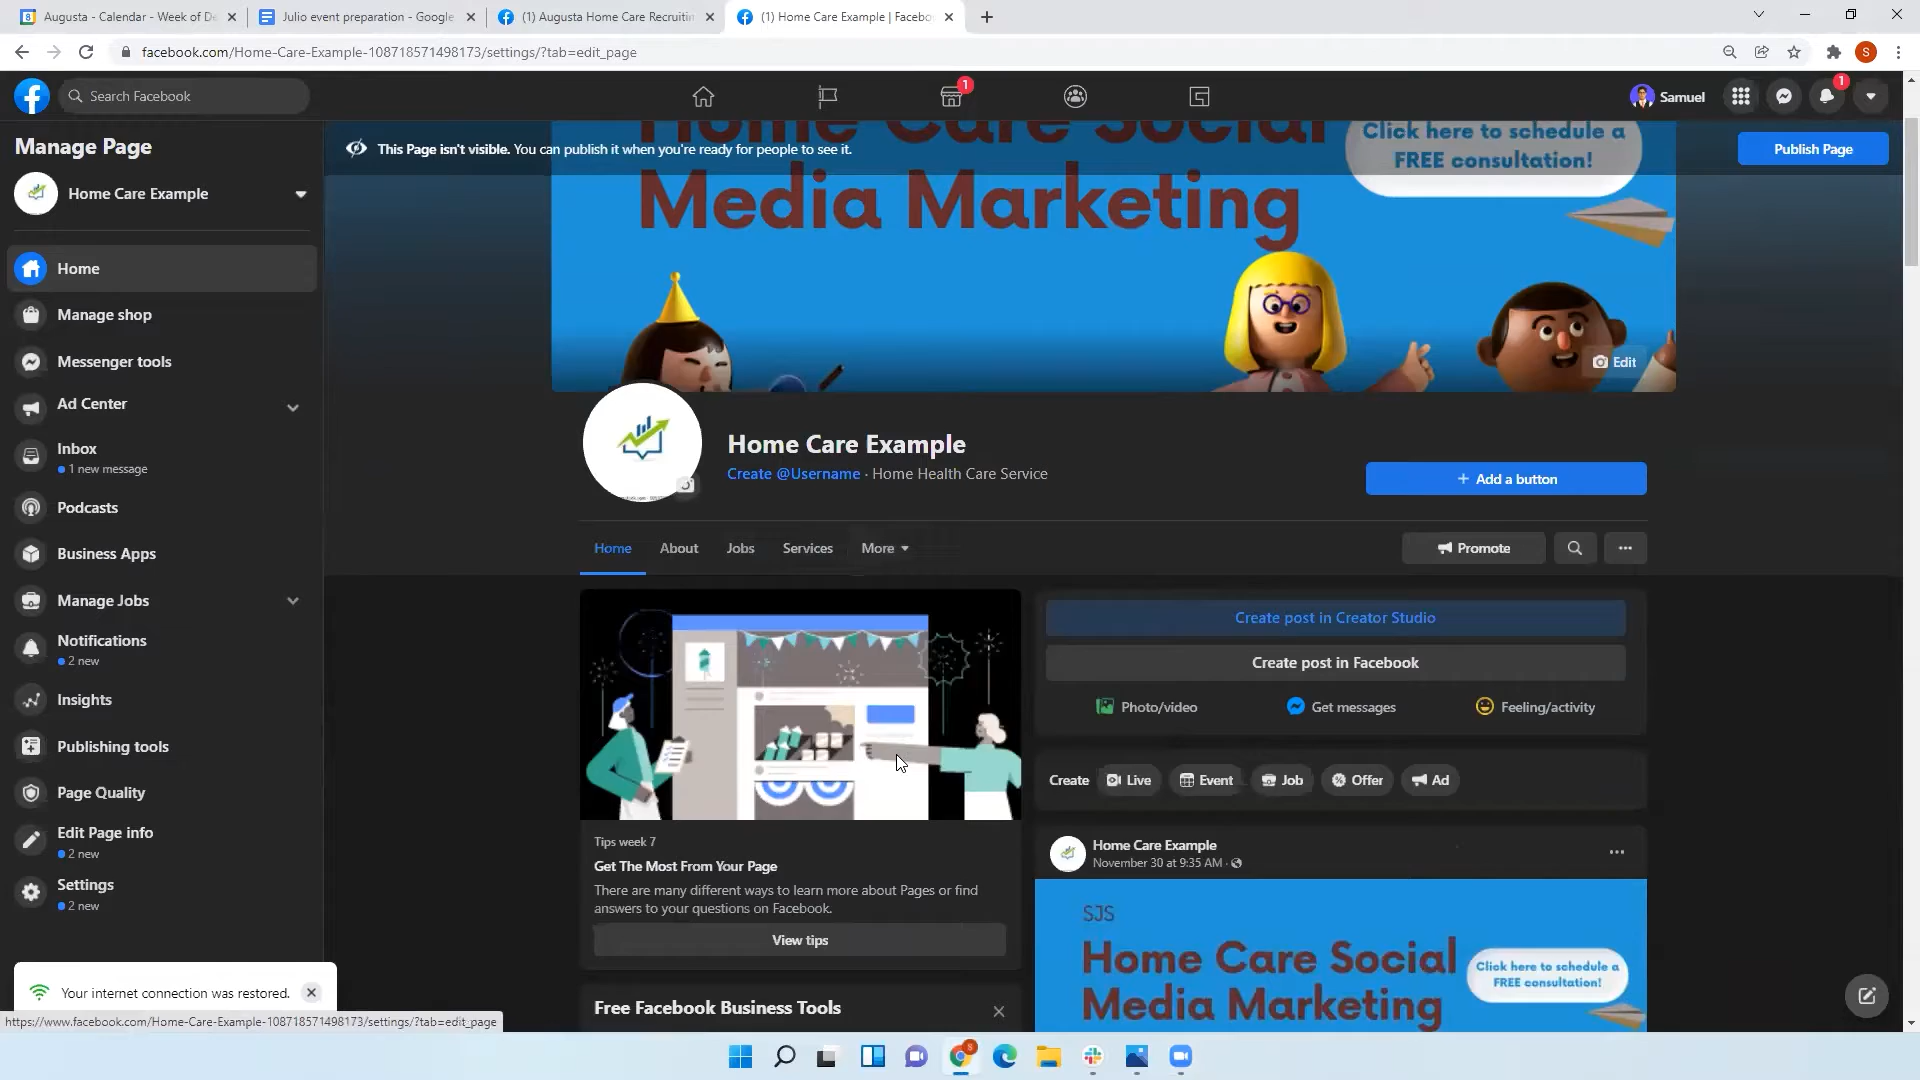 Augusta - Calendar - Week of De
Julio event preparation - Google
(1) Augusta Home Care Recruitin
(1) Home Care Example | Facebo
facebook.com/Home-Care-Example-108718571498173/settings/?tab=edit_page
S
Search Facebook
1
Samuel
1
Manage Page
This Page isn't visible. You can publish it when you're ready for people to see it.
Publish Page
Home Care Example
Home
Manage shop
Messenger tools
Ad Center
Inbox
1 new message
Podcasts
Business Apps
Manage Jobs
Notifications
2 new
Insights
Publishing tools
Page Quality
Edit Page info
2 new
Settings
2 new
Your internet connection was restored.
https://www.facebook.com/Home-Care-Example-108718571498173/settings/?tab=edit_page
Home Care Social
Media Marketing
Click here to schedule a
FREE consultation!
Edit
Home Care Example
Create @Username · Home Health Care Service
+ Add a button
Home
About
Jobs
Services
More
Promote
Tips week 7
Get The Most From Your Page
There are many different ways to learn more about Pages or find
answers to your questions on Facebook.
View tips
Free Facebook Business Tools
Create post in Creator Studio
Create post in Facebook
Photo/video
Get messages
Feeling/activity
Create
Live
Event
Job
Offer
Ad
Home Care Example
November 30 at 9:35 AM ·
SJS
Home Care Social
Media Marketing
Click here to schedule a
FREE consultation!